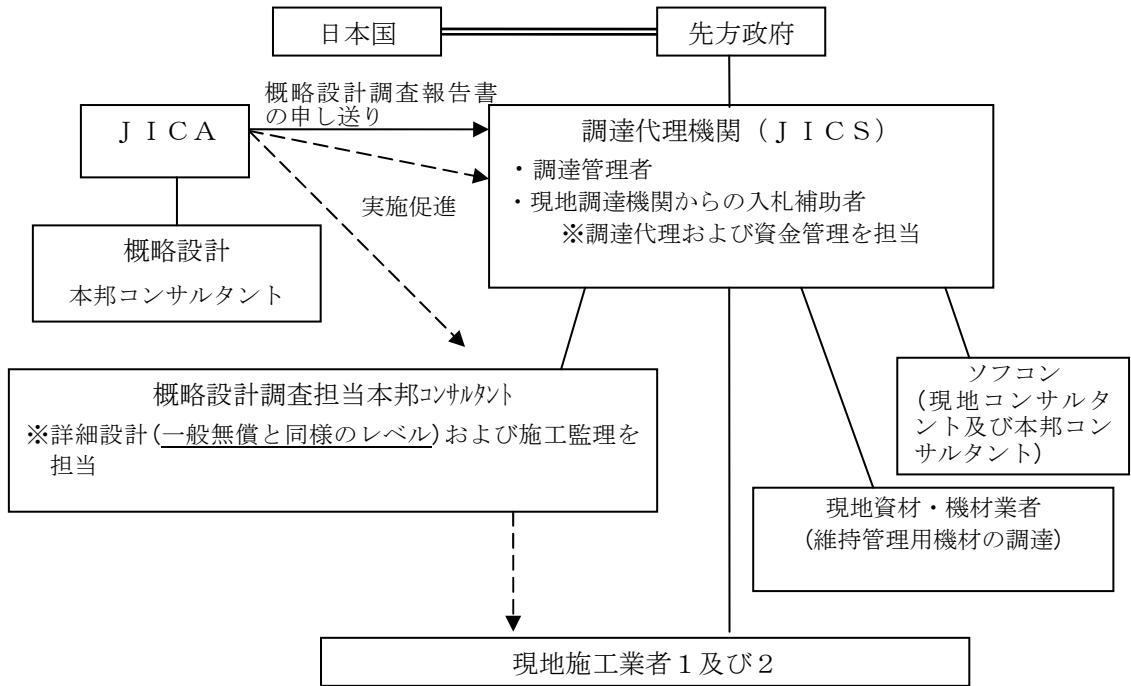 日本国
先方政府
概略設計調査報告書
の申し送り
ＪＩＣＡ
調達代理機関（ＪＩＣＳ）
・調達管理者
・現地調達機関からの入札補助者
※調達代理および資金管理を担当
実施促進
概略設計
本邦コンサルタント
概略設計調査担当本邦ｺﾝｻﾙﾀﾝﾄ
※詳細設計(一般無償と同様のレベル)および施工監理を
担当
ソフコン
(現地コンサルタ
ント及び本邦コン
サルタント)
現地資材・機材業者
(維持管理用機材の調達)
現地施工業者１及び２